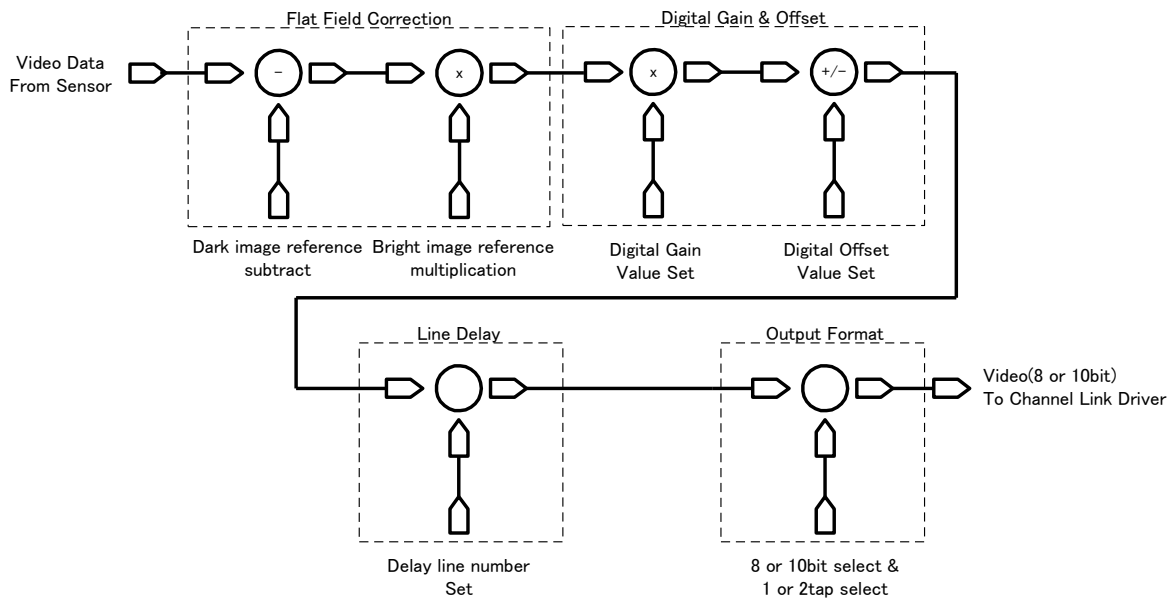 Flat Field Correction
Digital Gain & Offset
Video Data
From Sensor
-
x
x
+/-
Dark image reference
subtract
Bright image reference
multiplication
Digital Gain
Value Set
Digital Offset
Value Set
Line Delay
Output Format
Video(8 or 10bit)
To Channel Link Driver
Delay line number
Set
8 or 10bit select &
1 or 2tap select